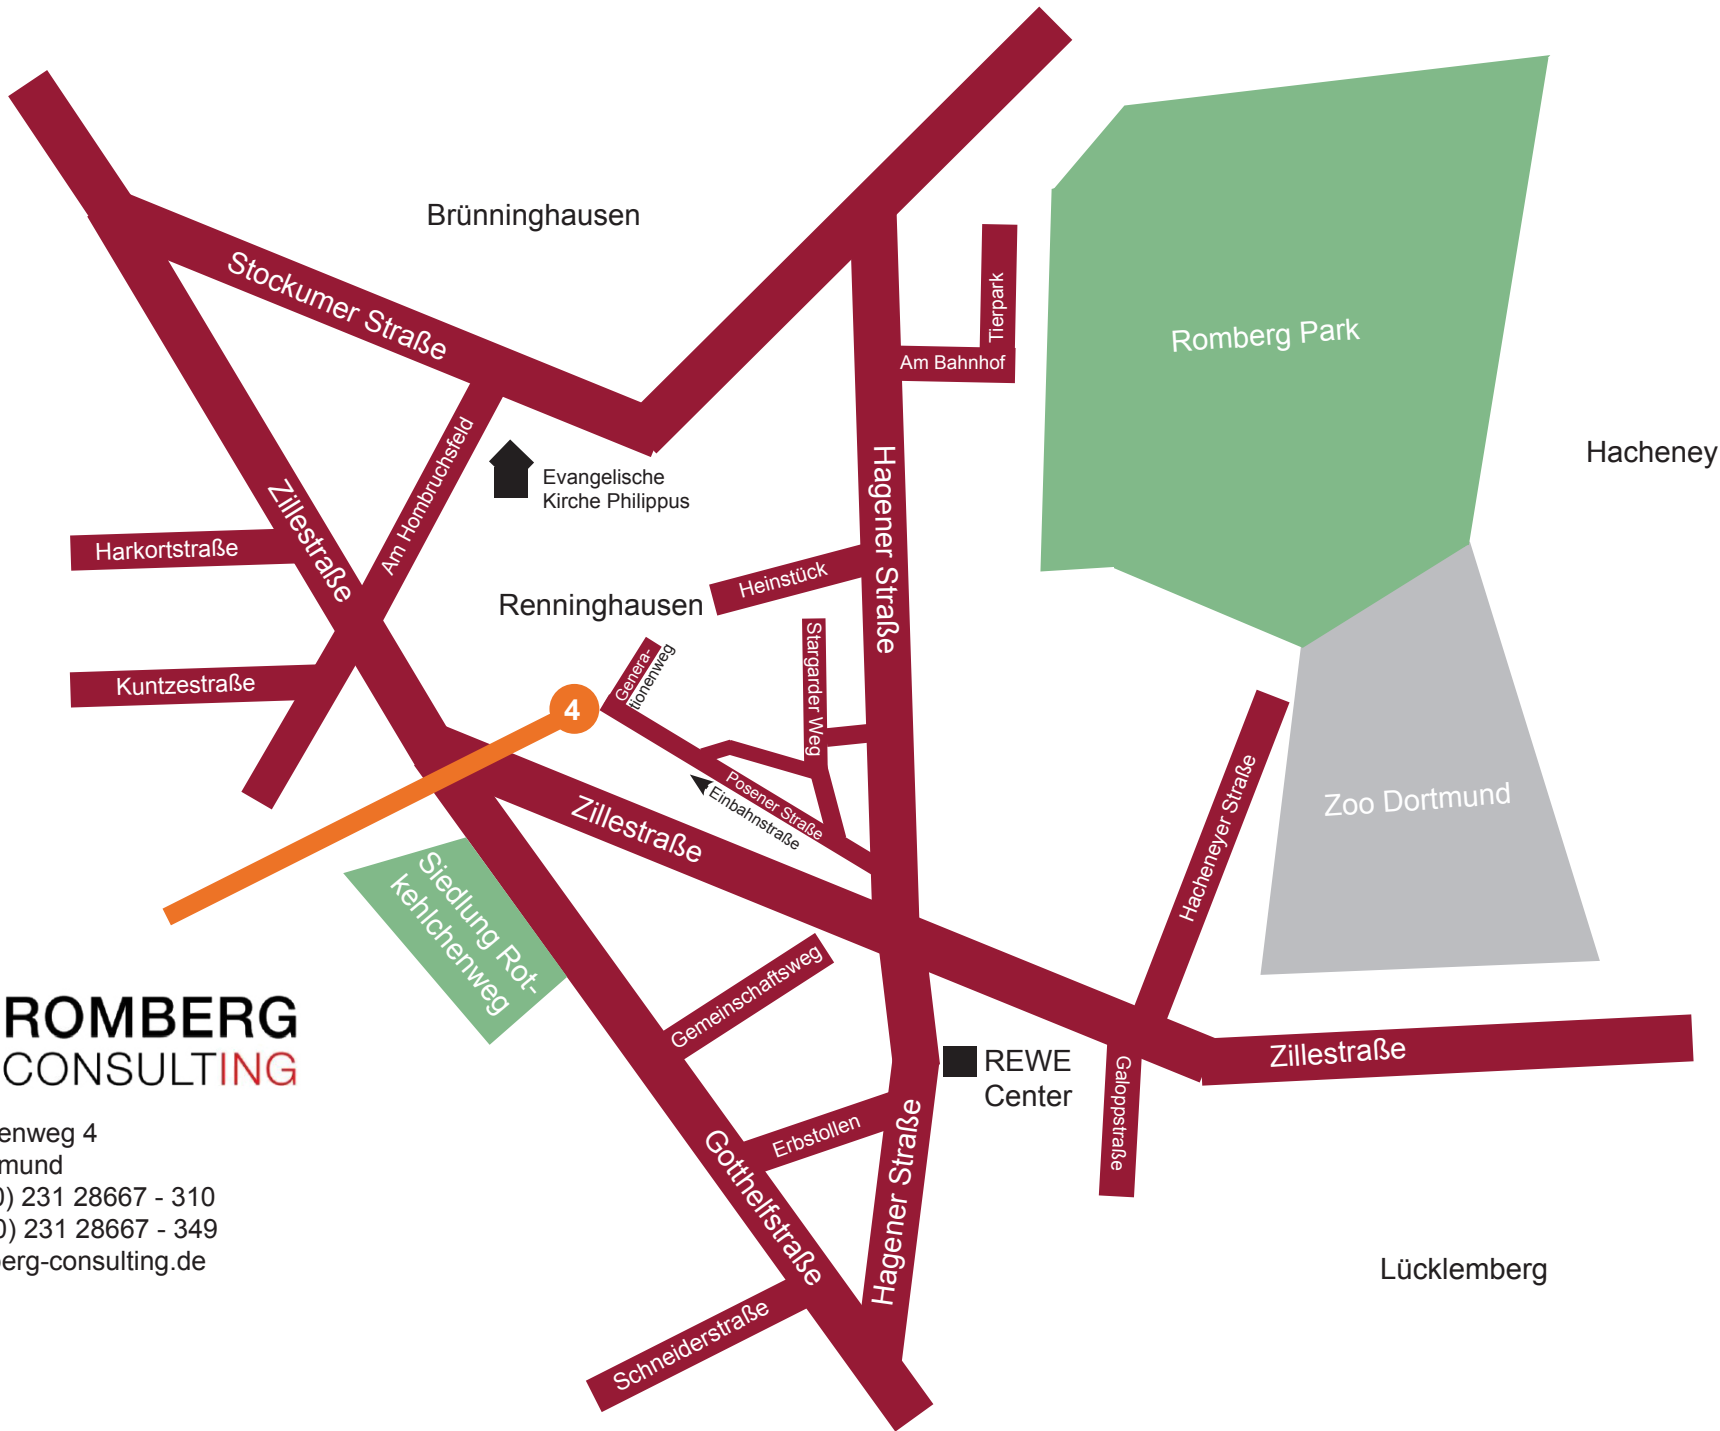 Brünninghausen
Stockumer Straße
Tierpark
Am Bahnhof
Romberg Park
Hacheney
Am Hombruchsfeld
Evangelische
Kirche Philippus
Zillestraße
Harkortstraße
Hagener Straße
Heinstück
Renninghausen
Genera-
tionenweg
Stargarder Weg
Kuntzestraße
4
Posener Straße
Einbahnstraße
Zillestraße
Hacheneyer Straße
Zoo Dortmund
Siedlung Rot-
kehlchenweg
Gemeinschaftsweg
ROMBERG
CONSULTING
REWE
Center
Zillestraße
Galoppstraße
Erbstollen
Gotthelfstraße
Hagener Straße
enweg 4
mund
0) 231 28667 - 310
0) 231 28667 - 349
erg-consulting.de
Lücklemberg
Schneiderstraße